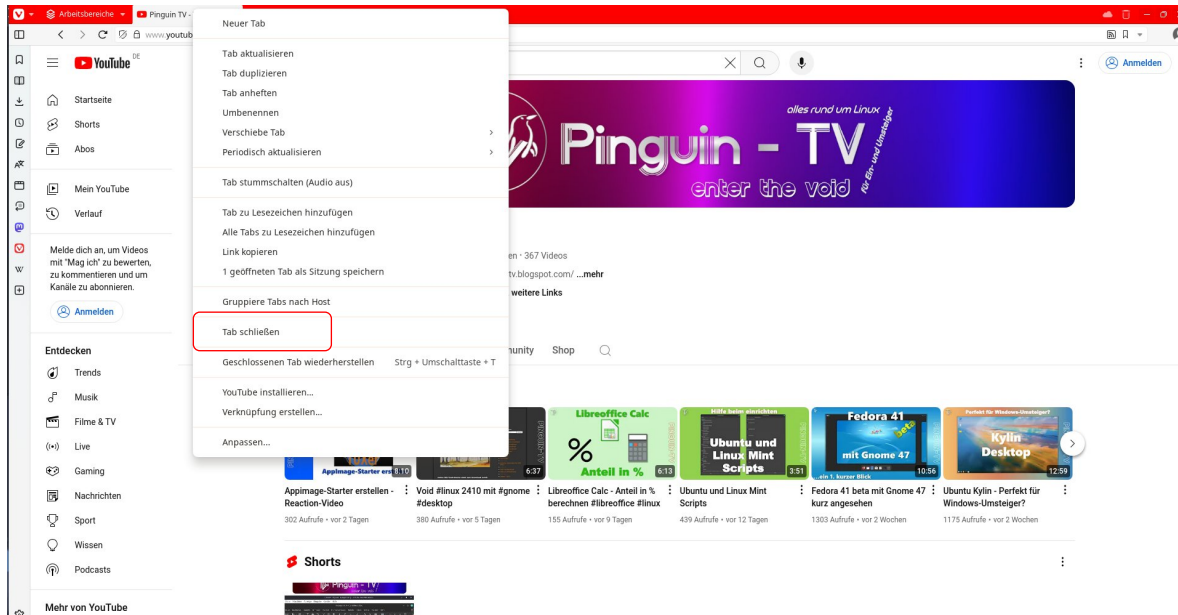 Arbeitsbereiche
Pinguin TV -
www.youtub
YouTube DE
Anmelden
Startseite
Shorts
Abos
Mein YouTube
Verlauf
Melde dich an, um Videos
mit "Mag ich" zu bewerten,
zu kommentieren und um
Kanäle zu abonnieren.
Anmelden
Entdecken
Trends
Musik
Filme & TV
Live
Gaming
Nachrichten
Sport
Wissen
Podcasts
Mehr von YouTube
Neuer Tab
Tab aktualisieren
Tab duplizieren
Tab anheften
Umbenennen
Verschiebe Tab
Periodisch aktualisieren
Tab stummschalten (Audio aus)
Tab zu Lesezeichen hinzufügen
Alle Tabs zu Lesezeichen hinzufügen
Link kopieren
1 geöffneten Tab als Sitzung speichern
Gruppiere Tabs nach Host
Tab schließen
Geschlossenen Tab wiederherstellen Strg + Umschalttaste + T
YouTube installieren...
Verknüpfung erstellen...
Anpassen...
alles rund um Linux
Pinguin - TV
enter the void
für Ein- und Umsteiger
en · 367 Videos
tv.blogspot.com/ ...mehr
weitere Links
nunity Shop
Appimage-Starter erst
8:10
6:37
Libreoffice Calc
%
Anteil in %
6:13
Hilfe beim einrichten
Ubuntu und
Linux Mint
Scripts
3:51
Fedora 41
beta
mit Gnome 47
...ein 1. kurzer Blick
10:56
Perfekt für Windows-Umsteiger?
Kylin
Desktop
12:59
Appimage-Starter erstellen -
Reaction-Video
302 Aufrufe • vor 2 Tagen
Void #linux 2410 mit #gnome
#desktop
380 Aufrufe • vor 5 Tagen
Libreoffice Calc - Anteil in %
berechnen #libreoffice #linux
155 Aufrufe • vor 9 Tagen
Ubuntu und Linux Mint
Scripts
439 Aufrufe • vor 12 Tagen
Fedora 41 beta mit Gnome 47
kurz angesehen
1303 Aufrufe • vor 2 Wochen
Ubuntu Kylin - Perfekt für
Windows-Umsteiger?
1175 Aufrufe • vor 2 Wochen
Shorts
Pinguin - TV